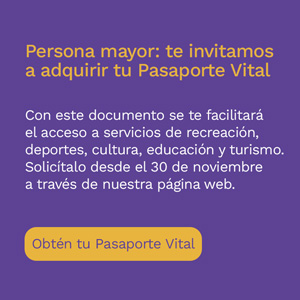 Persona mayor: te invitamos
a adquirir tu Pasaporte Vital
Con este documento se te facilitará
el acceso a servicios de recreación,
deportes, cultura, educación y turismo.
Solicítalo desde el 30 de noviembre
a través de nuestra página web.
Obtén tu Pasaporte Vital